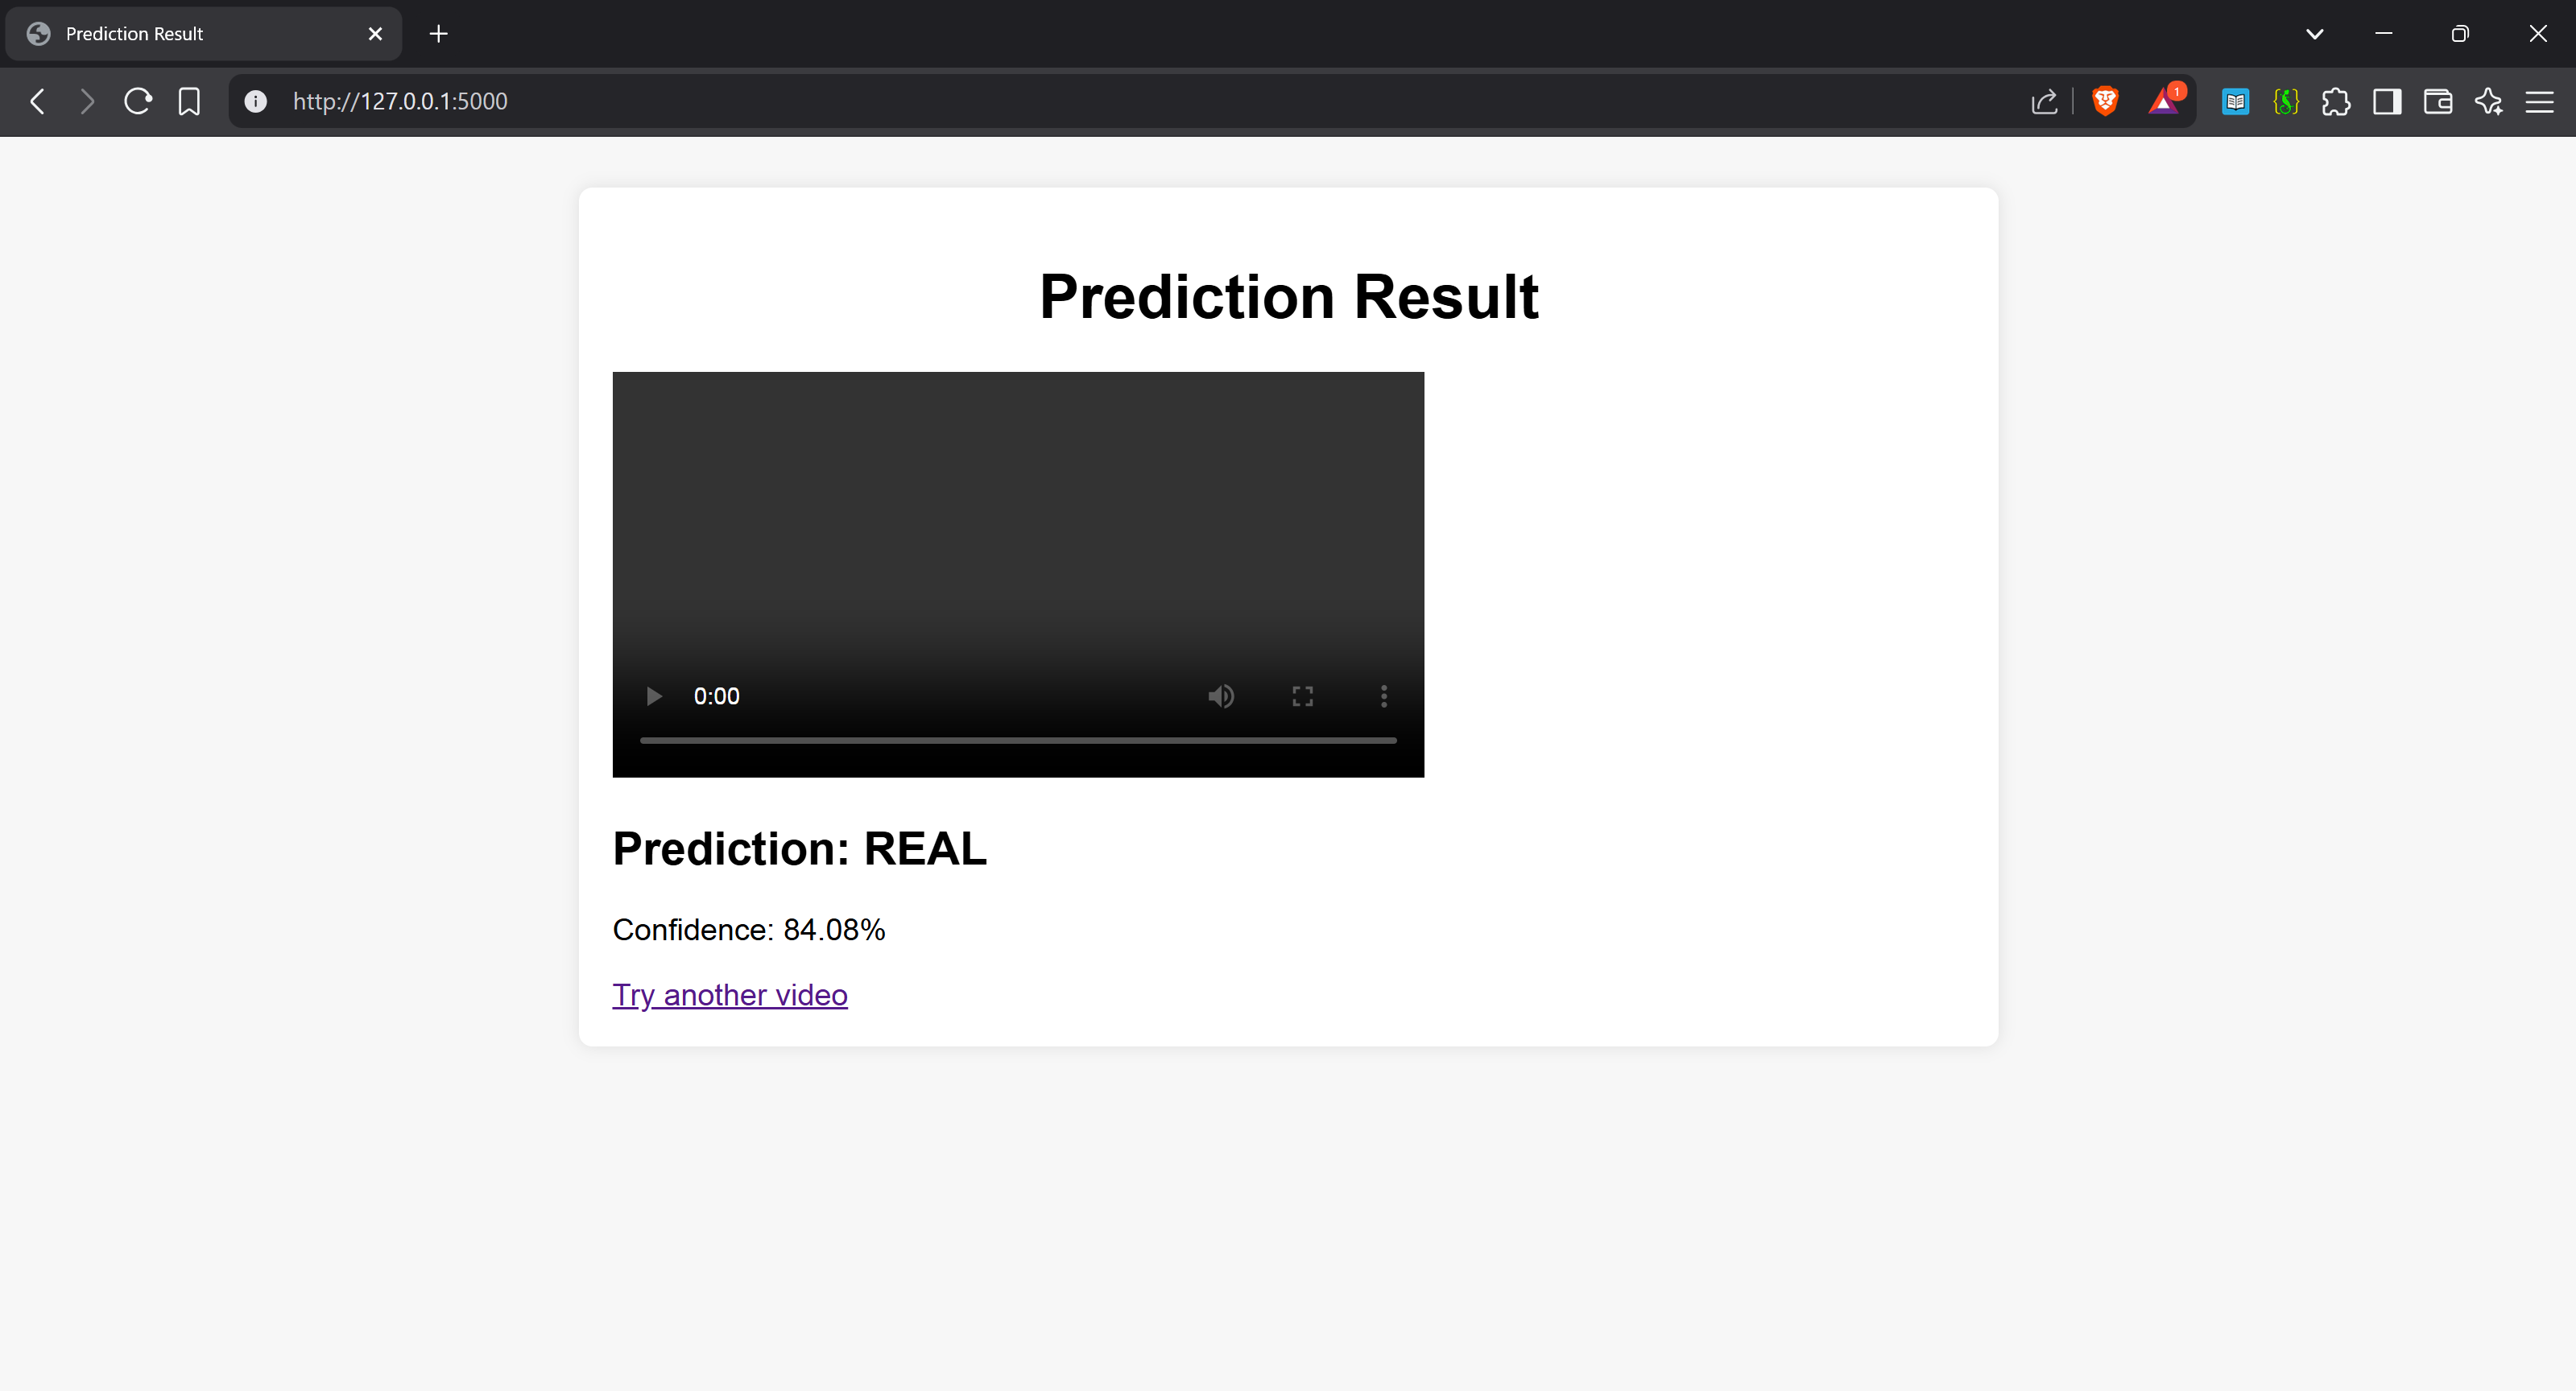 Prediction Result
http://127.0.0.1:5000
1
Prediction Result
0:00
Prediction: REAL
Confidence: 84.08%
Try another video